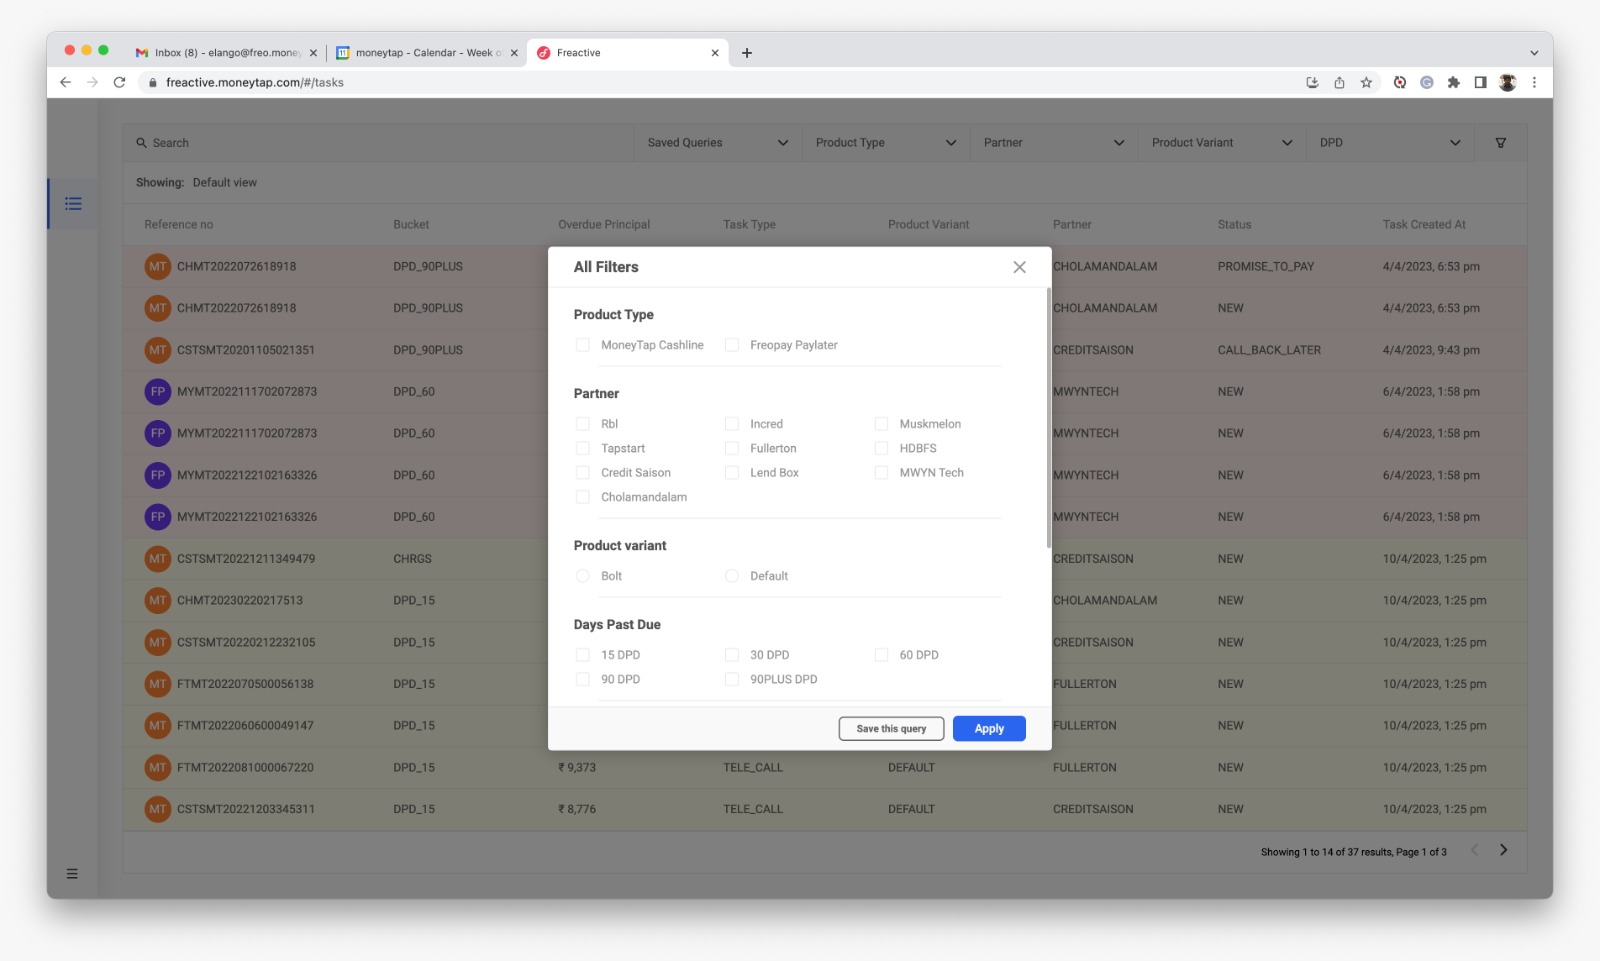 Inbox (8) - elango@freo.money
moneytap - Calendar - Week o
Freactive
freactive.moneytap.com/#/tasks
Search
Saved Queries
Product Type
Partner
Product Variant
DPD
Showing: Default view
Reference no Bucket Overdue Principal Task Type Product Variant Partner Status Task Created At
MT CHMT2022072618918 DPD_90PLUS CHOLAMANDALAM PROMISE_TO_PAY 4/4/2023, 6:53 pm
MT CHMT2022072618918 DPD_90PLUS CHOLAMANDALAM NEW 4/4/2023, 6:53 pm
MT CSTSMT20201105021351 DPD_90PLUS CREDITSAISON CALL_BACK_LATER 4/4/2023, 9:43 pm
FP MYMT2022111702072873 DPD_60 MWYNTECH NEW 6/4/2023, 1:58 pm
FP MYMT2022111702072873 DPD_60 MWYNTECH NEW 6/4/2023, 1:58 pm
FP MYMT2022122102163326 DPD_60 MWYNTECH NEW 6/4/2023, 1:58 pm
FP MYMT2022122102163326 DPD_60 MWYNTECH NEW 6/4/2023, 1:58 pm
MT CSTSMT20221211349479 CHRGS CREDITSAISON NEW 10/4/2023, 1:25 pm
MT CHMT20230220217513 DPD_15 CHOLAMANDALAM NEW 10/4/2023, 1:25 pm
MT CSTSMT20220212232105 DPD_15 CREDITSAISON NEW 10/4/2023, 1:25 pm
MT FTMT2022070500056138 DPD_15 FULLERTON NEW 10/4/2023, 1:25 pm
MT FTMT2022060600049147 DPD_15 FULLERTON NEW 10/4/2023, 1:25 pm
MT FTMT2022081000067220 DPD_15 ₹ 9,373 TELE_CALL DEFAULT FULLERTON NEW 10/4/2023, 1:25 pm
MT CSTSMT20221203345311 DPD_15 ₹ 8,776 TELE_CALL DEFAULT CREDITSAISON NEW 10/4/2023, 1:25 pm
Showing 1 to 14 of 37 results, Page 1 of 3
All Filters
Product Type
MoneyTap Cashline Freopay Paylater
Partner
Rbl Incred Muskmelon
Tapstart Fullerton HDBFS
Credit Saison Lend Box MWYN Tech
Cholamandalam
Product variant
Bolt Default
Days Past Due
15 DPD 30 DPD 60 DPD
90 DPD 90PLUS DPD
Save this query Apply